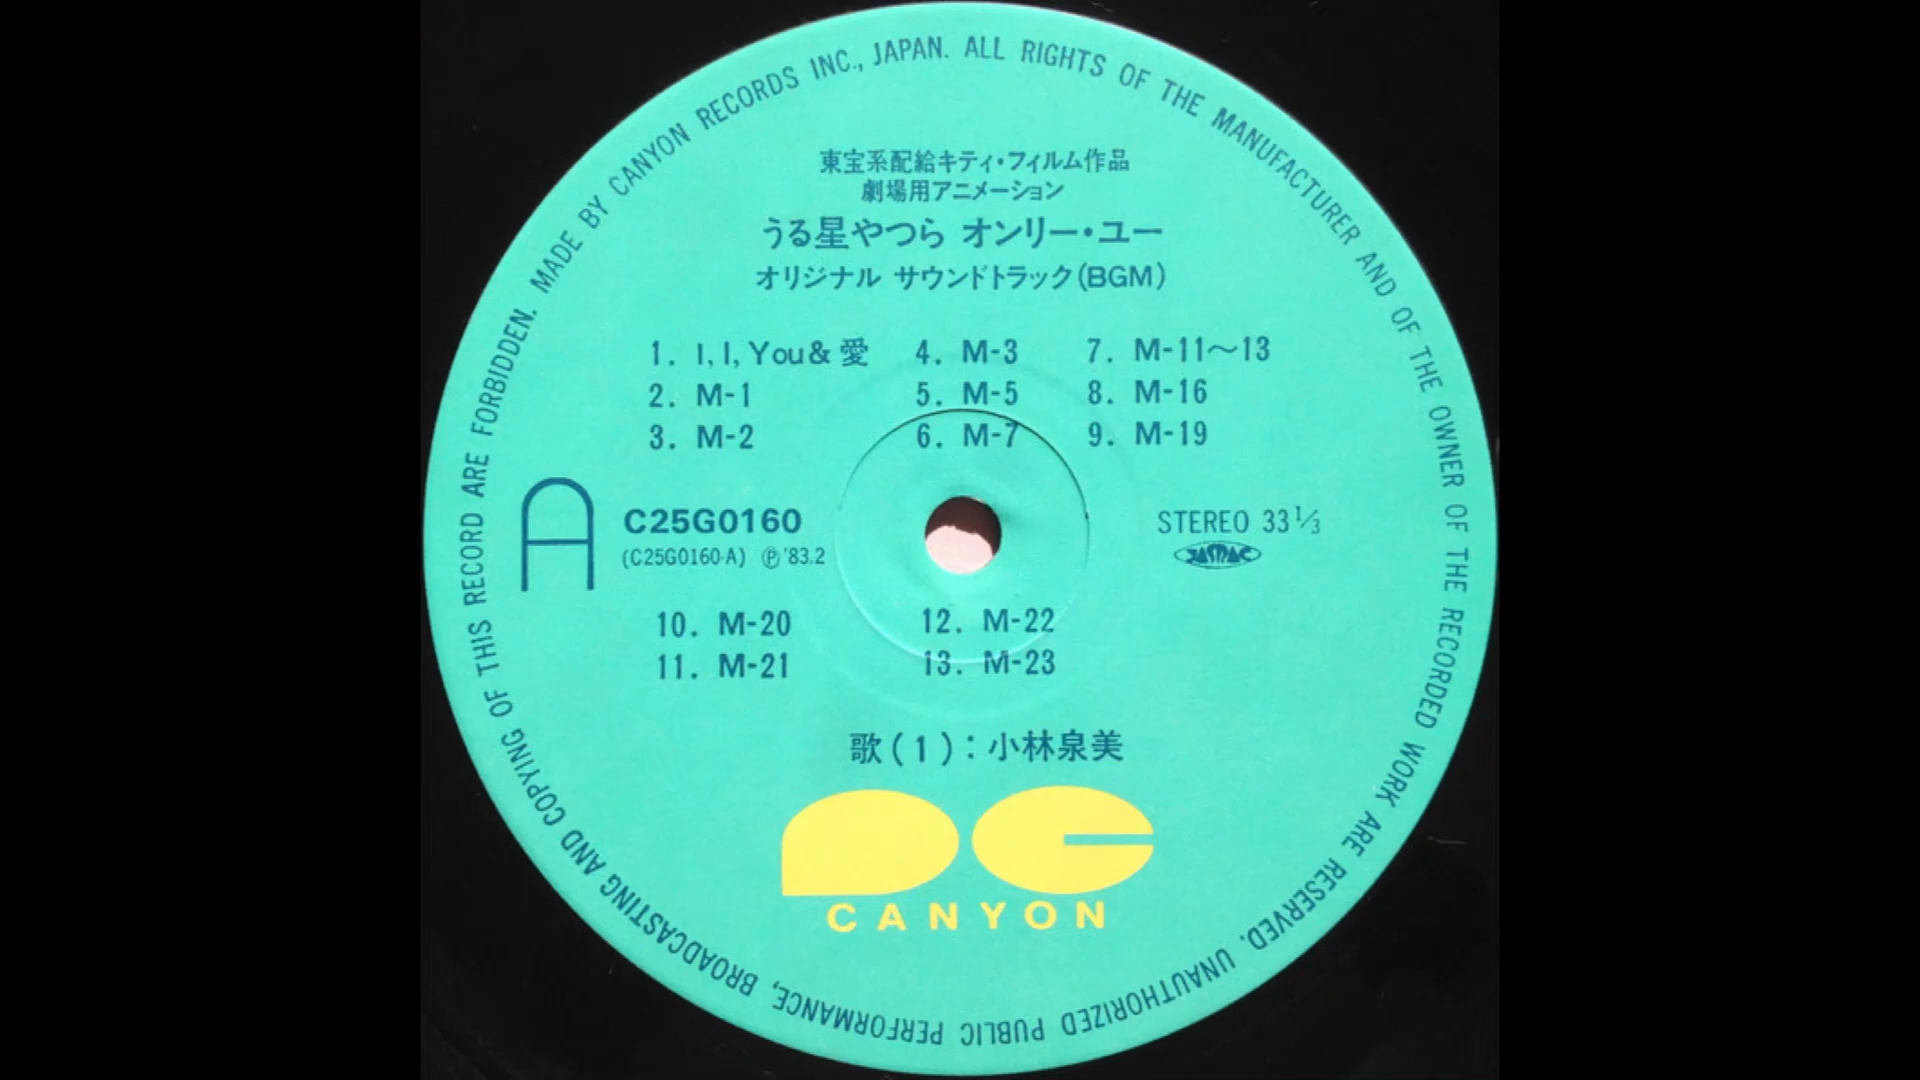 MADE BY CANYON RECORDS INC., JAPAN. ALL RIGHTS OF THE MANUFACTURER AND OF THE OWNER OF THE RECORDED WORK ARE RESERVED. UNAUTHORIZED PUBLIC PERFORMANCE, BROADCASTING AND COPYING OF THIS RECORD ARE FORBIDDEN.
東宝系配給キティ・フィルム作品
劇場用アニメーション
うる星やつら オンリー・ユー
オリジナル サウンドトラック(BGM)
1. I, I, You & 愛 4. M-3 7. M-11〜13
2. M-1 5. M-5 8. M-16
3. M-2 6. M-7 9. M-19
A C25G0160 STEREO 33⅓
(C25G0160-A) Ⓟ'83.2 JASRAC
10. M-20 12. M-22
11. M-21 13. M-23
歌(1):小林泉美
PC
CANYON